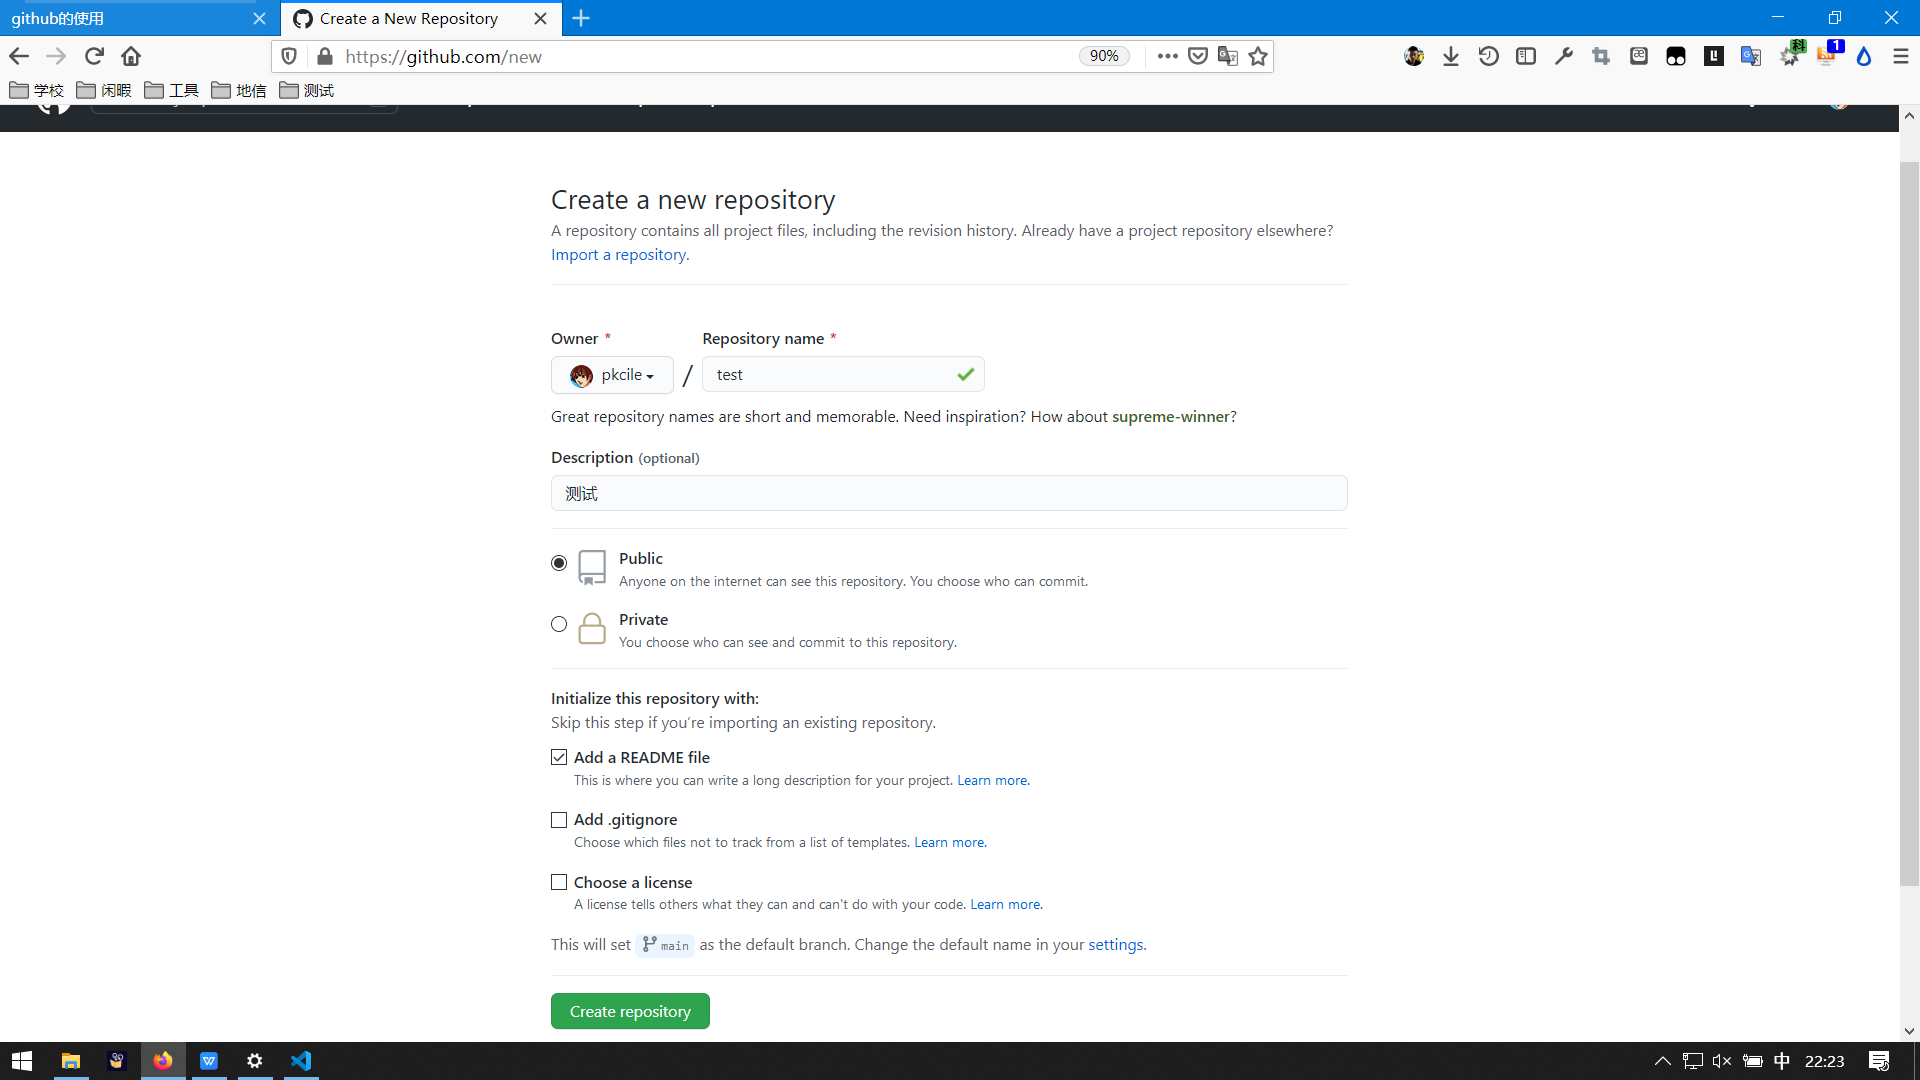 github的使用
Create a New Repository
https://github.com/new
90%
1
科
学校
闲暇
工具
地信
测试
Create a new repository
A repository contains all project files, including the revision history. Already have a project repository elsewhere?
Import a repository.
Owner *
Repository name *
pkcile
/
test
Great repository names are short and memorable. Need inspiration? How about supreme-winner?
Description (optional)
测试
Public
Anyone on the internet can see this repository. You choose who can commit.
Private
You choose who can see and commit to this repository.
Initialize this repository with:
Skip this step if you’re importing an existing repository.
Add a README file
This is where you can write a long description for your project. Learn more.
Add .gitignore
Choose which files not to track from a list of templates. Learn more.
Choose a license
A license tells others what they can and can't do with your code. Learn more.
This will set main as the default branch. Change the default name in your settings.
Create repository
中
22:23